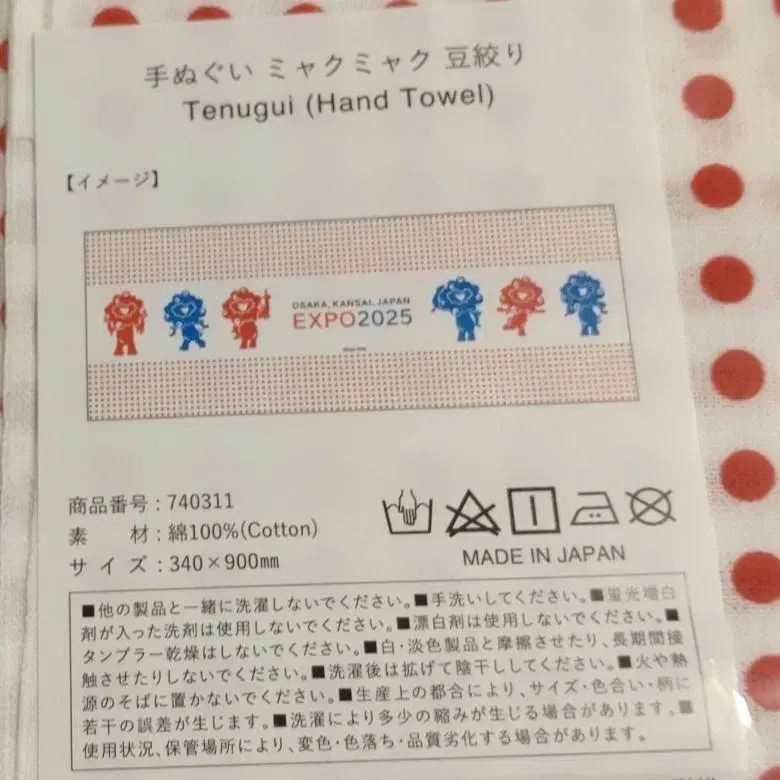 手ぬぐい ミャクミャク 豆絞り
Tenugui (Hand Towel)
【イメージ】
OSAKA, KANSAI, JAPAN
EXPO2025
商品番号：740311
素　　材：綿100%(Cotton)
サ イ ズ：340×900㎜
MADE IN JAPAN
■他の製品と一緒に洗濯しないでください。■手洗いしてください。■蛍光増白
剤が入った洗剤は使用しないでください。■漂白剤は使用しないでください。■
タンブラー乾燥はしないでください。■白・淡色製品と摩擦させたり、長期間接
触させたりしないでください。■洗濯後は拡げて陰干ししてください。■火や熱
源のそばに置かないでください。■生産上の都合により、サイズ・色合い・柄に
若干の誤差が生じます。■洗濯により多少の縮みが生じる場合があります。■
使用状況、保管場所により、変色・色落ち・品質劣化する場合があります。